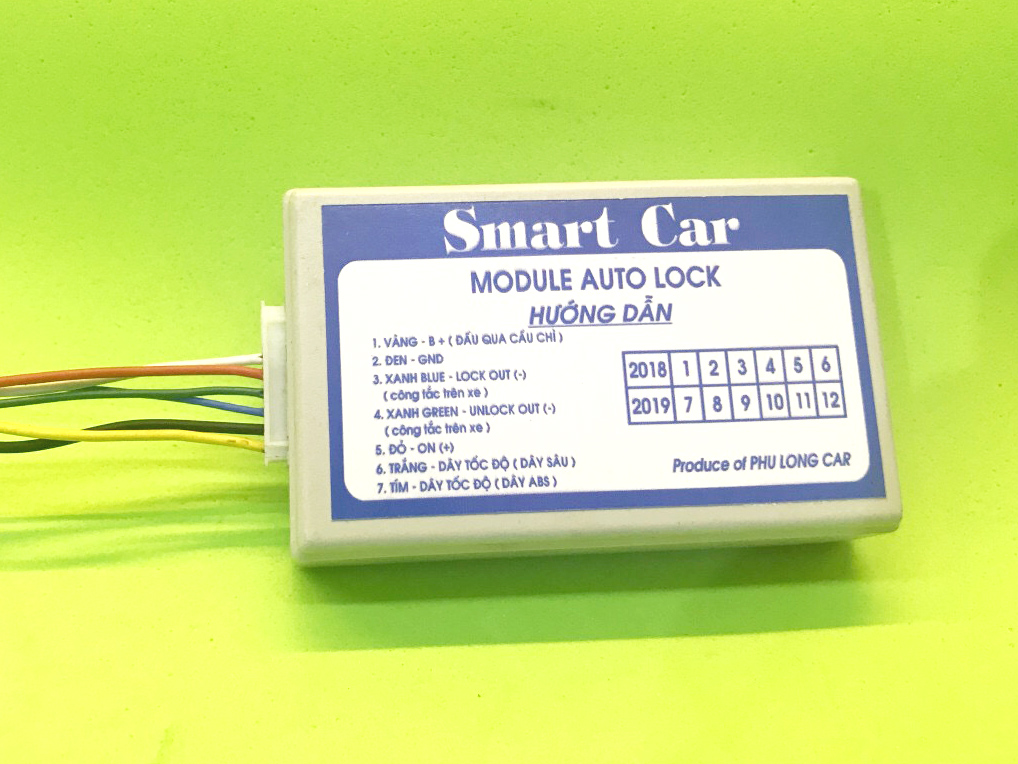 Smart Car
MODULE AUTO LOCK
HƯỚNG DẪN
1. VÀNG - B + ( ĐẤU QUA CẦU CHÌ )
2. ĐEN - GND
3. XANH BLUE - LOCK OUT (-)
( công tắc trên xe )
4. XANH GREEN - UNLOCK OUT (-)
( công tắc trên xe )
5. ĐỎ - ON (+)
6. TRẮNG - DÂY TỐC ĐỘ ( DÂY SÂU )
7. TÍM - DÂY TỐC ĐỘ ( DÂY ABS )
2018 1 2 3 4 5 6
2019 7 8 9 10 11 12
Produce of PHU LONG CAR